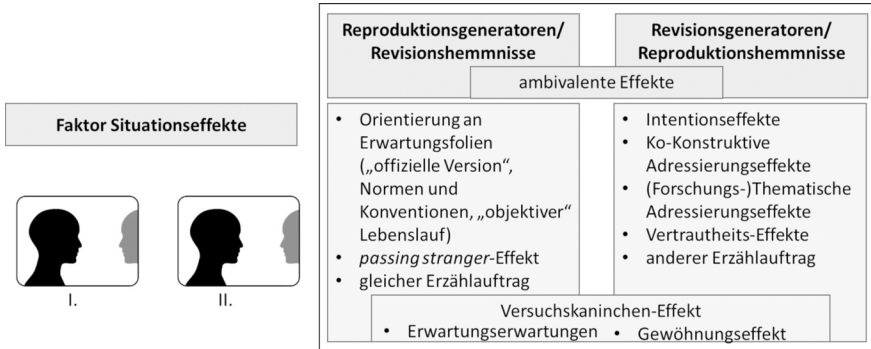 Faktor Situationseffekte
I.
II.
Reproduktionsgeneratoren/
Revisionshemmnisse
Revisionsgeneratoren/
Reproduktionshemmnisse
ambivalente Effekte
• Orientierung an
Erwartungsfolien
(„offizielle Version“,
Normen und
Konventionen, „objektiver“
Lebenslauf)
• passing stranger-Effekt
• gleicher Erzählauftrag
• Intentionseffekte
• Ko-Konstruktive
Adressierungseffekte
• (Forschungs-)Thematische
Adressierungseffekte
• Vertrautheits-Effekte
• anderer Erzählauftrag
Versuchskaninchen-Effekt
• Erwartungserwartungen
• Gewöhnungseffekt